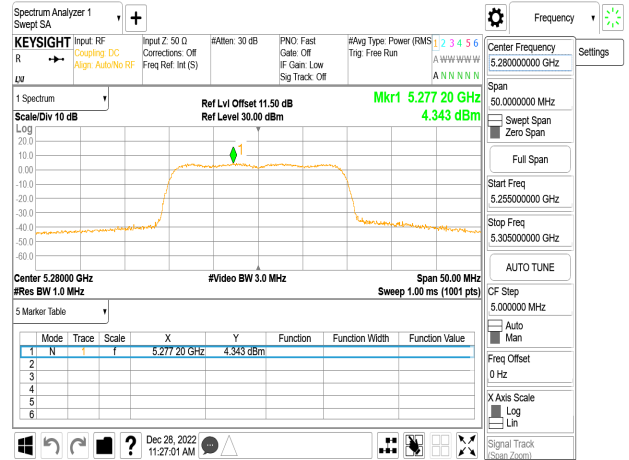 Spectrum Analyzer 1
Swept SA
Frequency
KEYSIGHT
R
Input: RF
Coupling: DC
Align: Auto/No RF
Input Z: 50 Ω
Corrections: Off
Freq Ref: Int (S)
#Atten: 30 dB
PNO: Fast
Gate: Off
IF Gain: Low
Sig Track: Off
#Avg Type: Power (RMS
Trig: Free Run
1 2 3 4 5 6
A W W W W W
A N N N N N
Center Frequency
5.280000000 GHz
Settings
Span
50.0000000 MHz
Swept Span
Zero Span
Full Span
Start Freq
5.255000000 GHz
Stop Freq
5.305000000 GHz
AUTO TUNE
CF Step
5.000000 MHz
Auto
Man
Freq Offset
0 Hz
X Axis Scale
Log
Lin
Signal Track
(Span Zoom)
1 Spectrum
Scale/Div 10 dB
Ref Lvl Offset 11.50 dB
Ref Level 30.00 dBm
Mkr1 5.277 20 GHz
4.343 dBm
Log
20.0
10.0
0.00
-10.0
-20.0
-30.0
-40.0
-50.0
-60.0
1
Center 5.28000 GHz
#Res BW 1.0 MHz
#Video BW 3.0 MHz
Span 50.00 MHz
Sweep 1.00 ms (1001 pts)
5 Marker Table
Mode Trace Scale X Y Function Function Width Function Value
1 N 1 f 5.277 20 GHz 4.343 dBm
2
3
4
5
6
?
Dec 28, 2022
11:27:01 AM